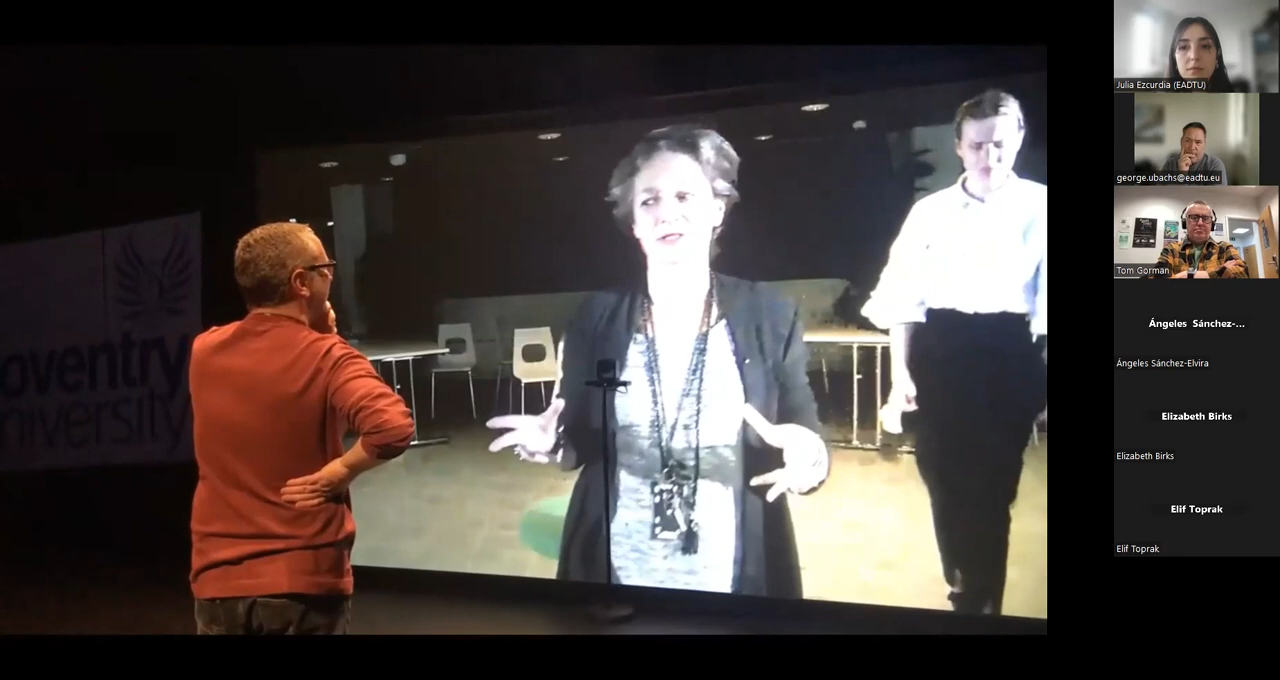 oventry
niversity
Julia Ezcurdia (EADTU)
george.ubachs@eadtu.eu
Tom Gorman
Ángeles Sánchez-...
Ángeles Sánchez-Elvira
Elizabeth Birks
Elizabeth Birks
Elif Toprak
Elif Toprak